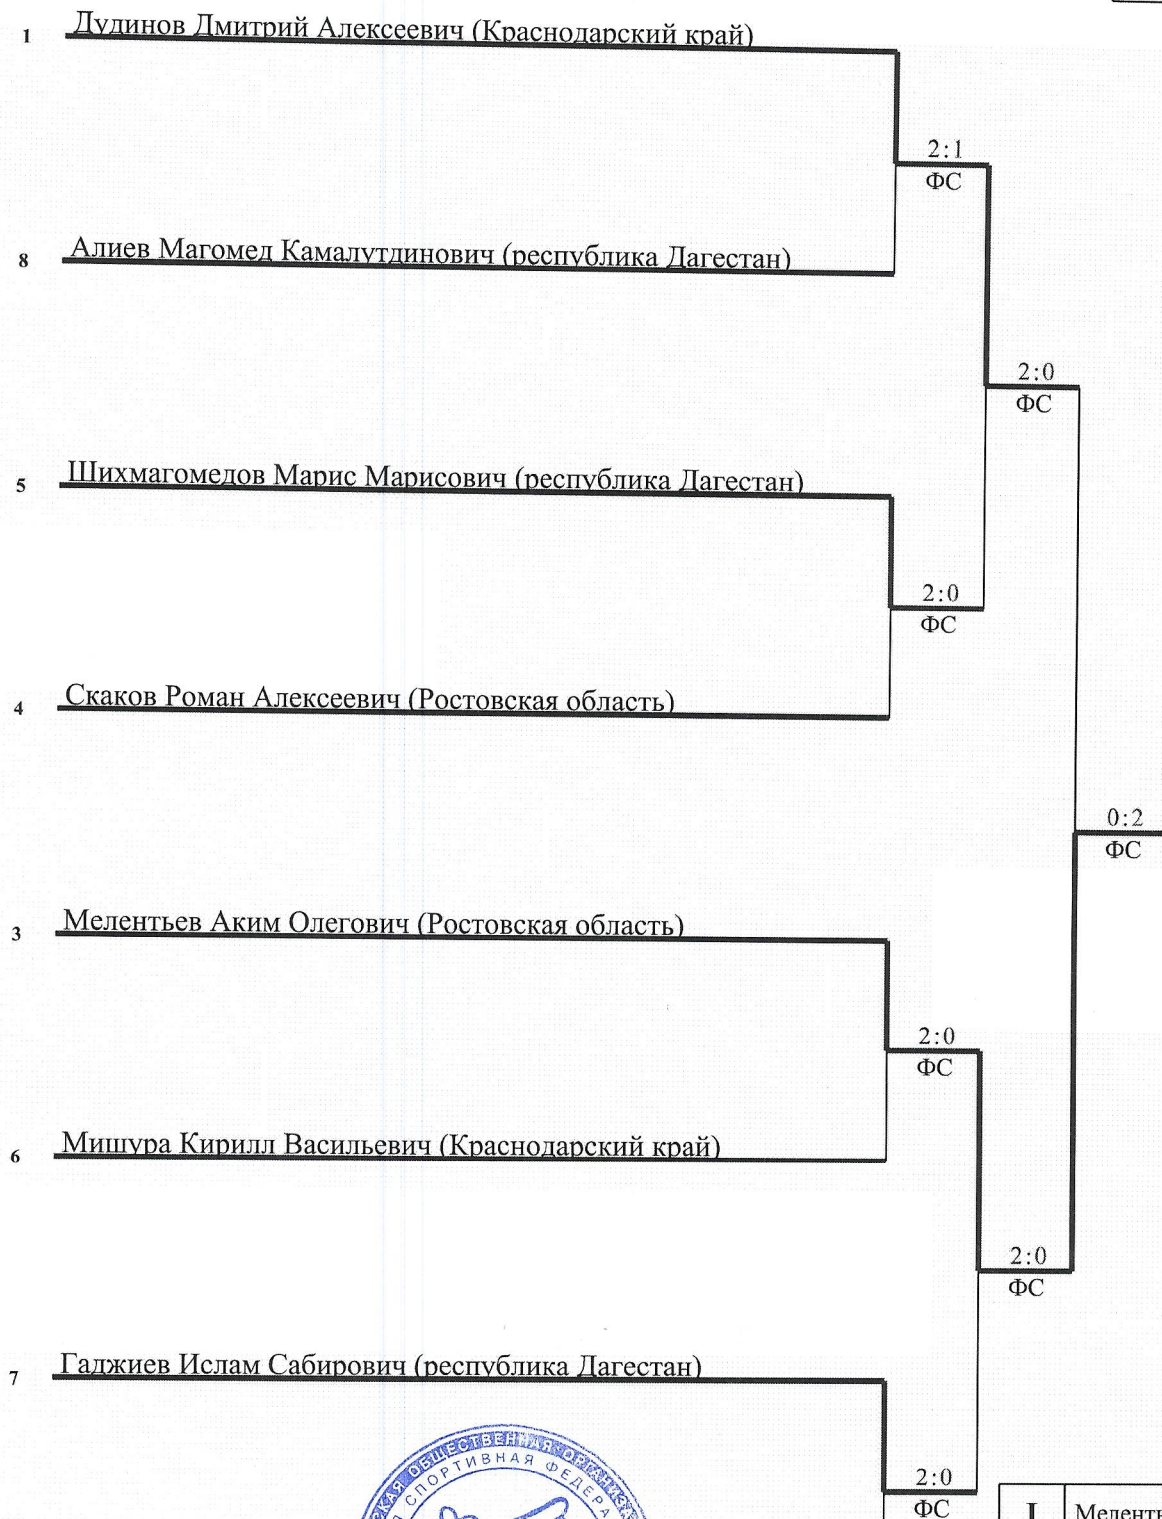 1 Дудинов Дмитрий Алексеевич (Краснодарский край)
2:1
ФС
8 Алиев Магомед Камалутдинович (республика Дагестан)
2:0
ФС
5 Шихмагомедов Марис Марисович (республика Дагестан)
2:0
ФС
4 Скаков Роман Алексеевич (Ростовская область)
0:2
ФС
3 Мелентьев Аким Олегович (Ростовская область)
2:0
ФС
6 Мишура Кирилл Васильевич (Краснодарский край)
2:0
ФС
7 Гаджиев Ислам Сабирович (республика Дагестан)
ОБЩЕСТВЕННАЯ
СПОРТИВНАЯ
2:0
ФС
I